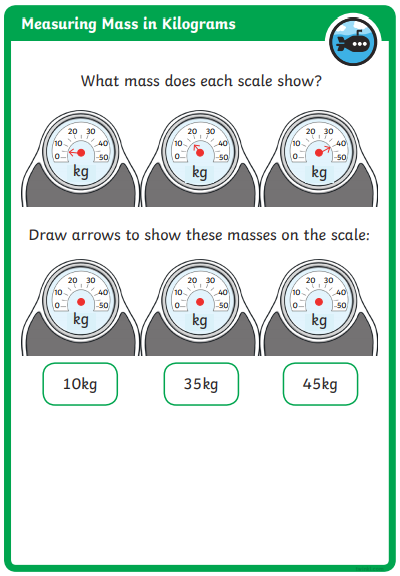 Measuring Mass in Kilograms
What mass does each scale show?
0 10 20 30 40 50 kg
0 10 20 30 40 50 kg
0 10 20 30 40 50 kg
Draw arrows to show these masses on the scale:
0 10 20 30 40 50 kg
0 10 20 30 40 50 kg
0 10 20 30 40 50 kg
10kg
35kg
45kg